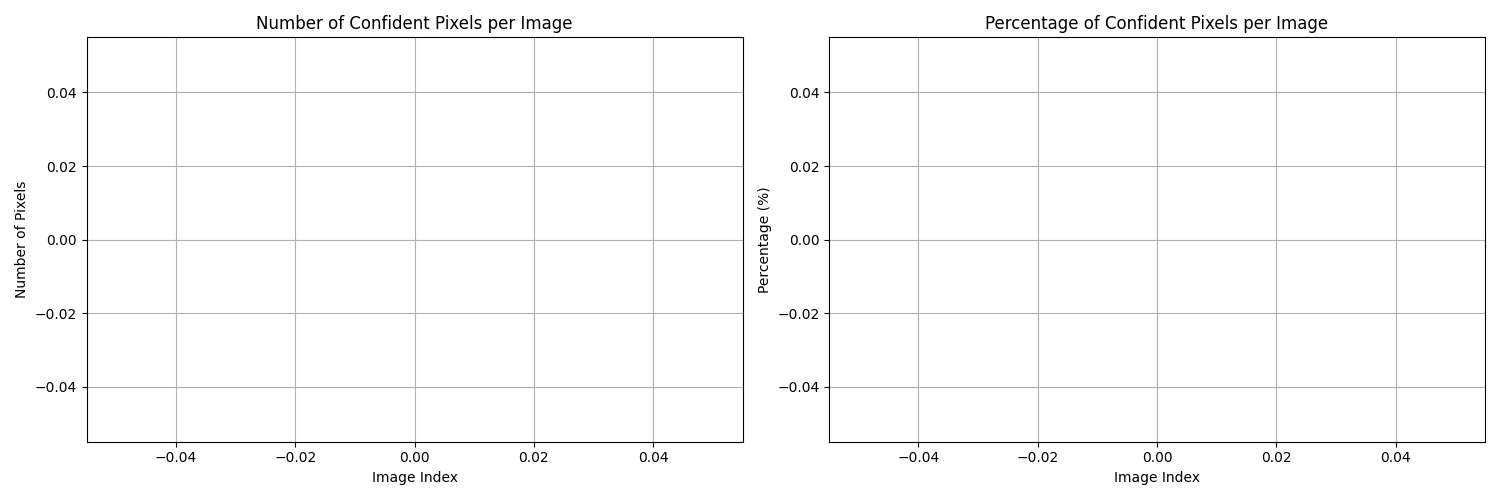 Number of Confident Pixels per Image
Number of Pixels
0.04
0.02
0.00
−0.02
−0.04
−0.04 −0.02 0.00 0.02 0.04
Image Index
Percentage of Confident Pixels per Image
Percentage (%)
0.04
0.02
0.00
−0.02
−0.04
−0.04 −0.02 0.00 0.02 0.04
Image Index